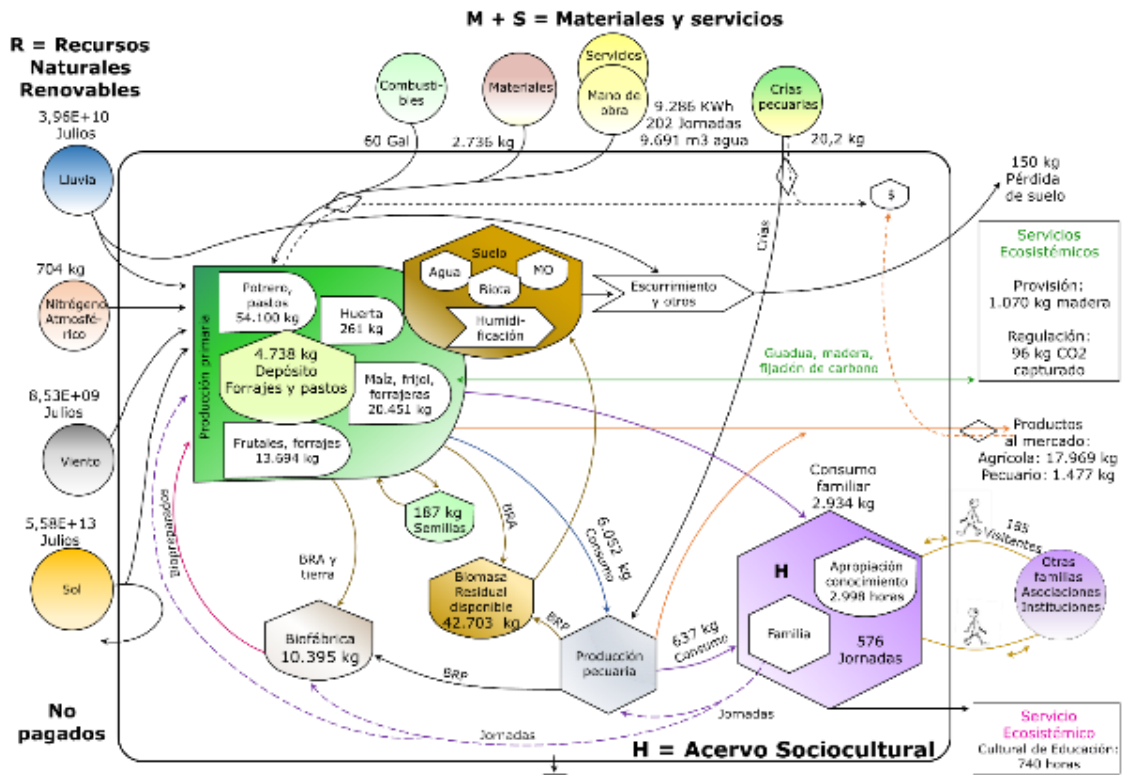 M + S = Materiales y servicios
R = Recursos
Naturales
Renovables
3,96E+10
Julios
Lluvia
Combusti-
bles
60 Gal
Materiales
2.736 kg
Servicios
Mano de
obra
9.286 KWh
202 Jornadas
9.691 m3 agua
Crías
pecuarias
20,2 kg
Crías
$
150 kg
Pérdida
de suelo
Servicios
Ecosistémicos
Provisión:
1.070 kg madera
Regulación:
96 kg CO2
capturado
704 kg
Nitrógeno
Atmosfé-
rico
Producción primaria
Potrero,
pastos
54.100 kg
Huerta
261 kg
4.738 kg
Depósito
Forrajes y pastos
Maíz, frijol,
forrajeras
20.451 kg
Frutales, forrajes
13.694 kg
Suelo
Agua
Biota
MO
Humidi-
ficación
Escurrimiento
y otros
Guadua, madera,
fijación de carbono
8,53E+09
Julios
Viento
Productos
al mercado:
Agrícola: 17.969 kg
Pecuario: 1.477 kg
Consumo
familiar
2.934 kg
187 kg
Semillas
BRA
BRA y
tierra
6.052 kg
Consumo
5,58E+13
Julios
Sol
Biopreparados
Biomasa
Residual
disponible
42.703 kg
BRP
Biofábrica
10.395 kg
BRP
Producción
pecuaria
637 kg
Consumo
H
Apropiación
conocimiento
2.998 horas
Familia
576
Jornadas
Visitantes
Otras
familias
Asociaciones
Instituciones
No
pagados
Jornadas
Jornadas
H = Acervo Sociocultural
Servicio
Ecosistémico
Cultural de Educación:
740 horas